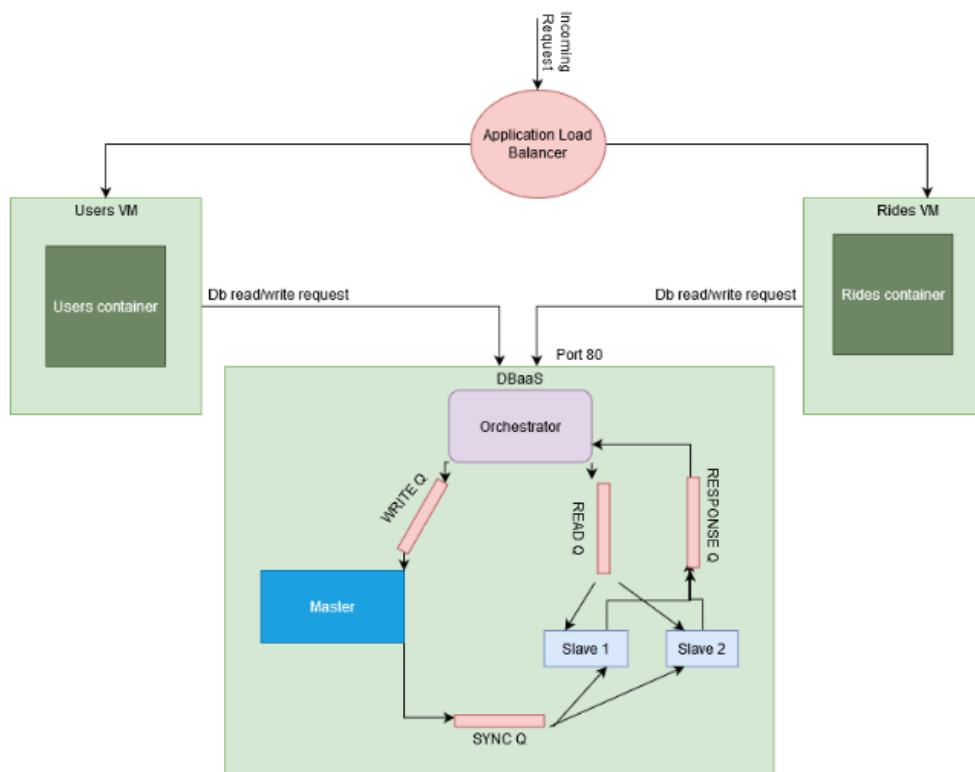 Incoming
Request
Application Load
Balancer
Users VM
Rides VM
Users container
Rides container
Db read/write request
Db read/write request
Port 80
DBaaS
Orchestrator
WRITE Q
READ Q
RESPONSE Q
Master
Slave 1
Slave 2
SYNC Q